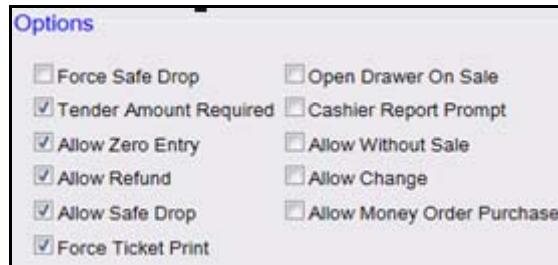 Options
Force Safe Drop
Open Drawer On Sale
Tender Amount Required
Cashier Report Prompt
Allow Zero Entry
Allow Without Sale
Allow Refund
Allow Change
Allow Safe Drop
Allow Money Order Purchase
Force Ticket Print